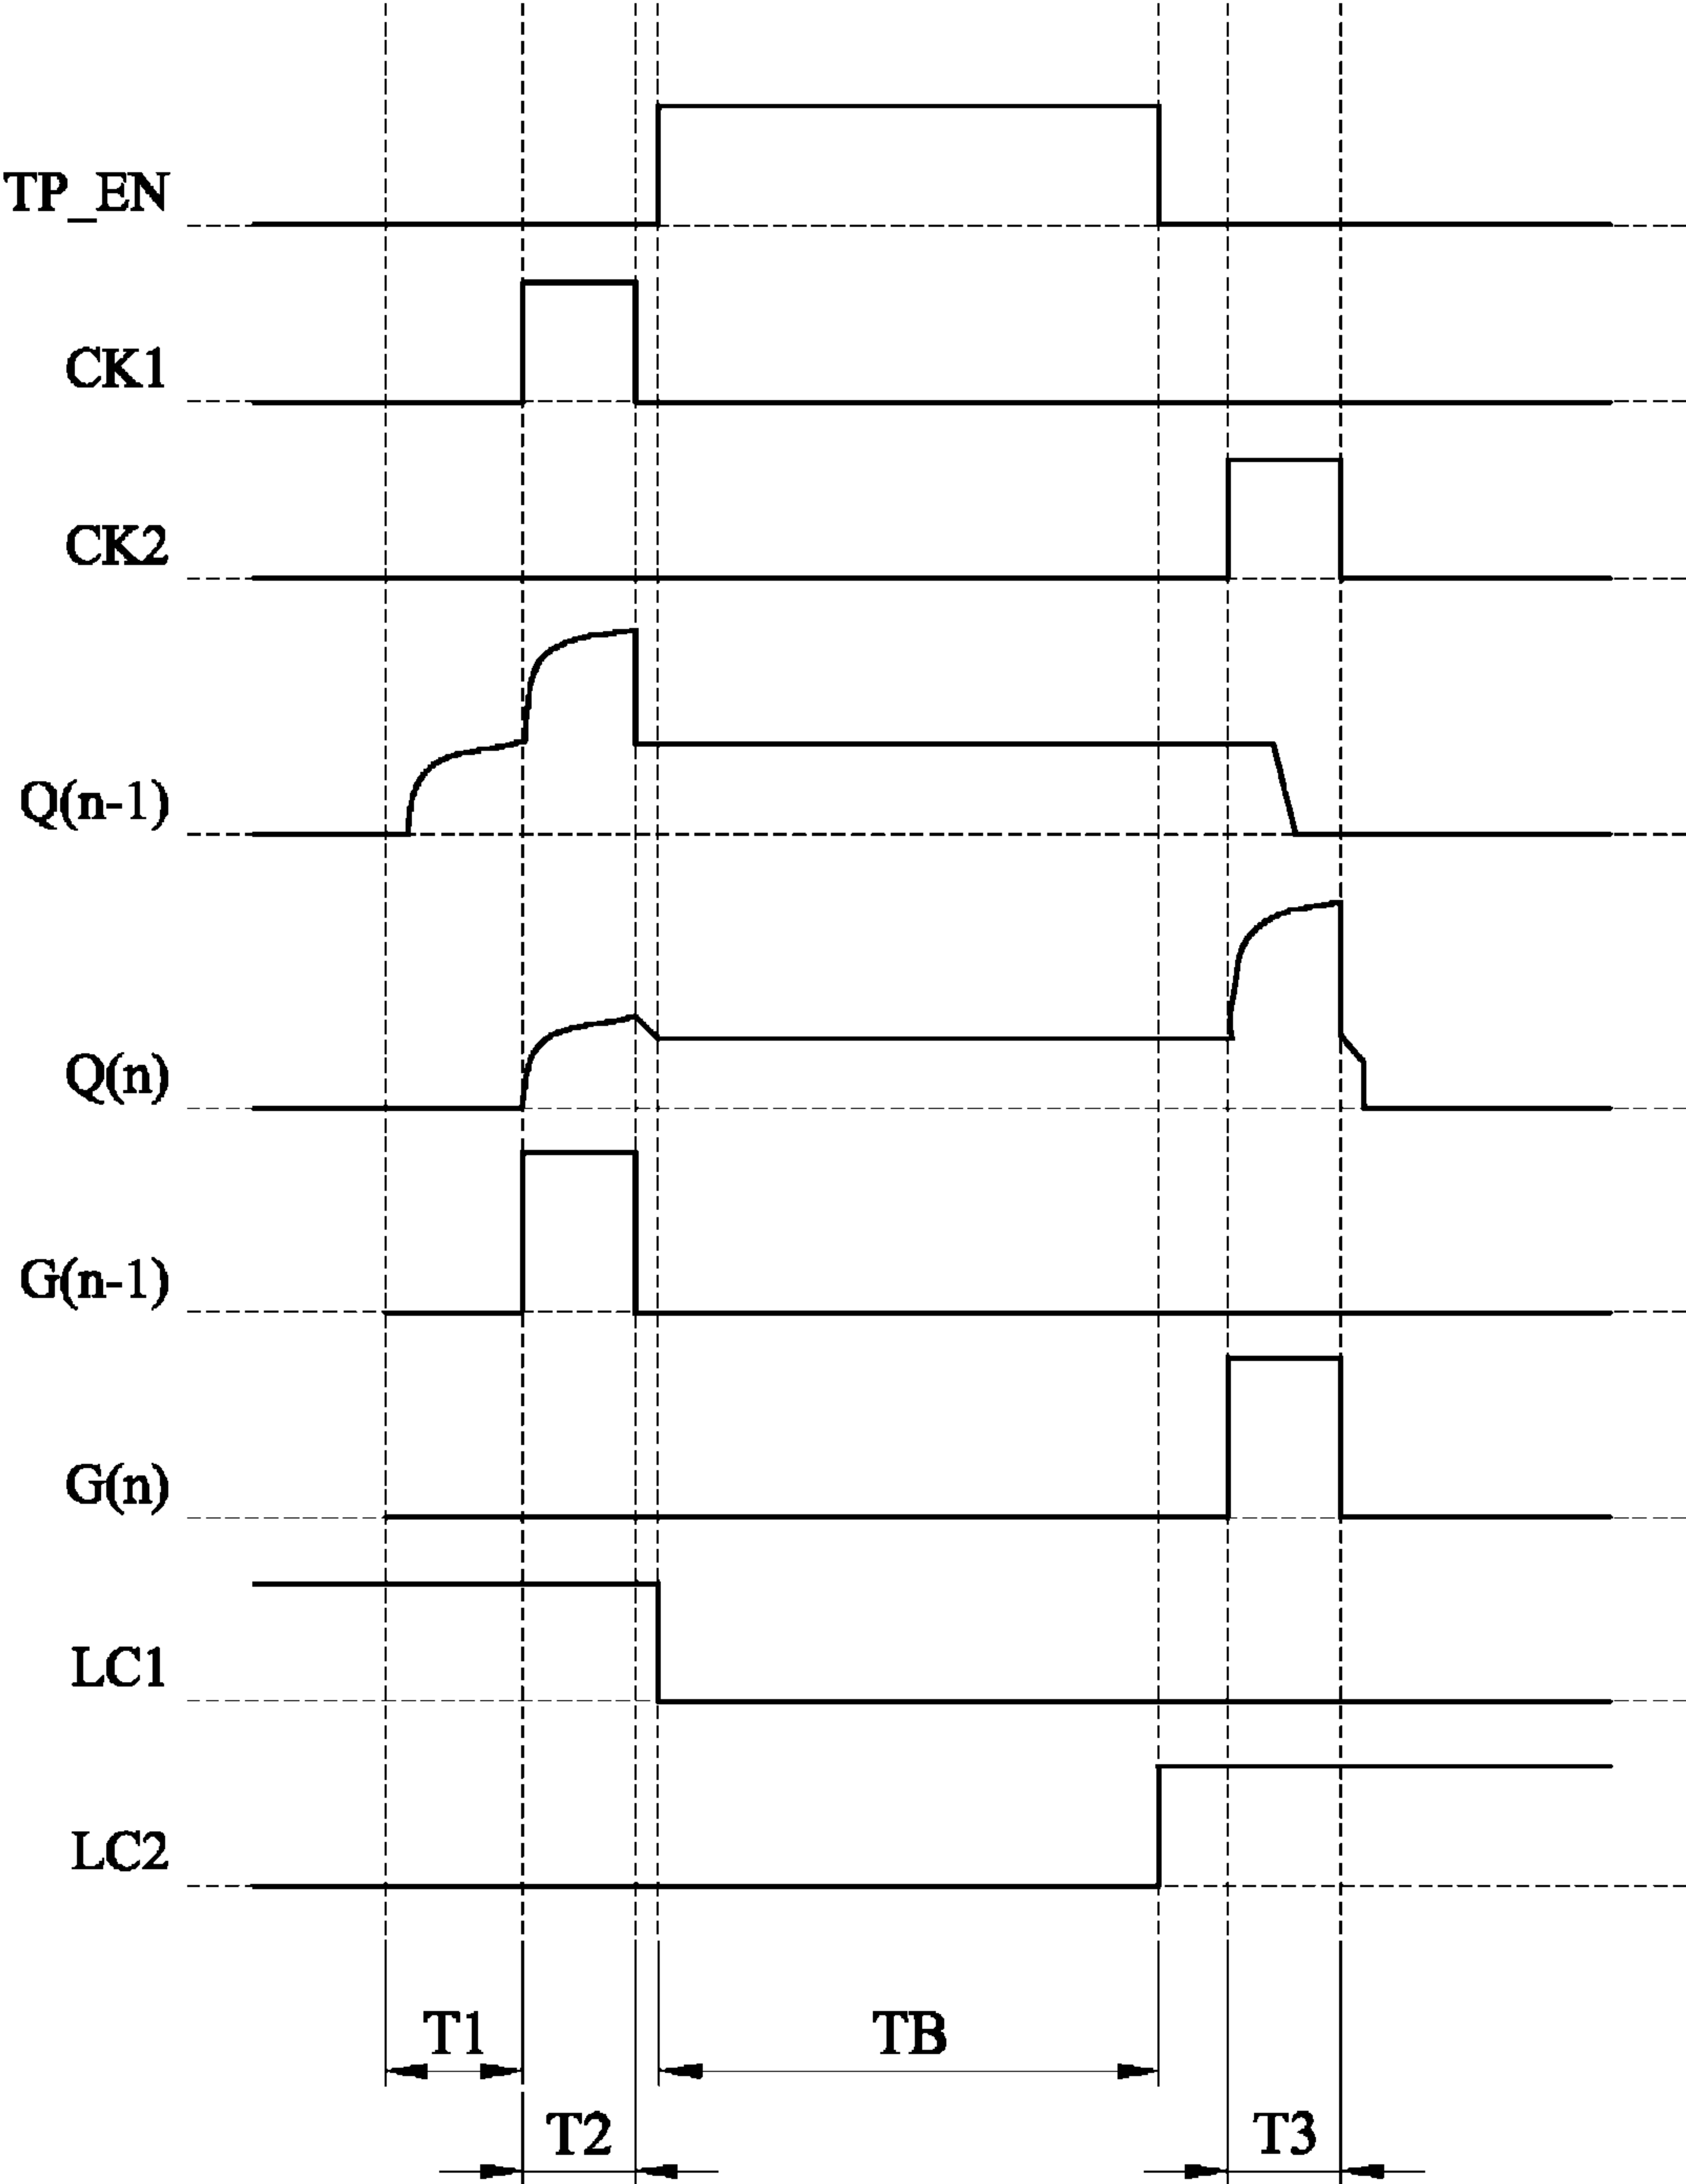 TP_EN
CK1
CK2
Q(n-1)
Q(n)
G(n-1)
G(n)
LC1
LC2
T1 TB
T2 T3